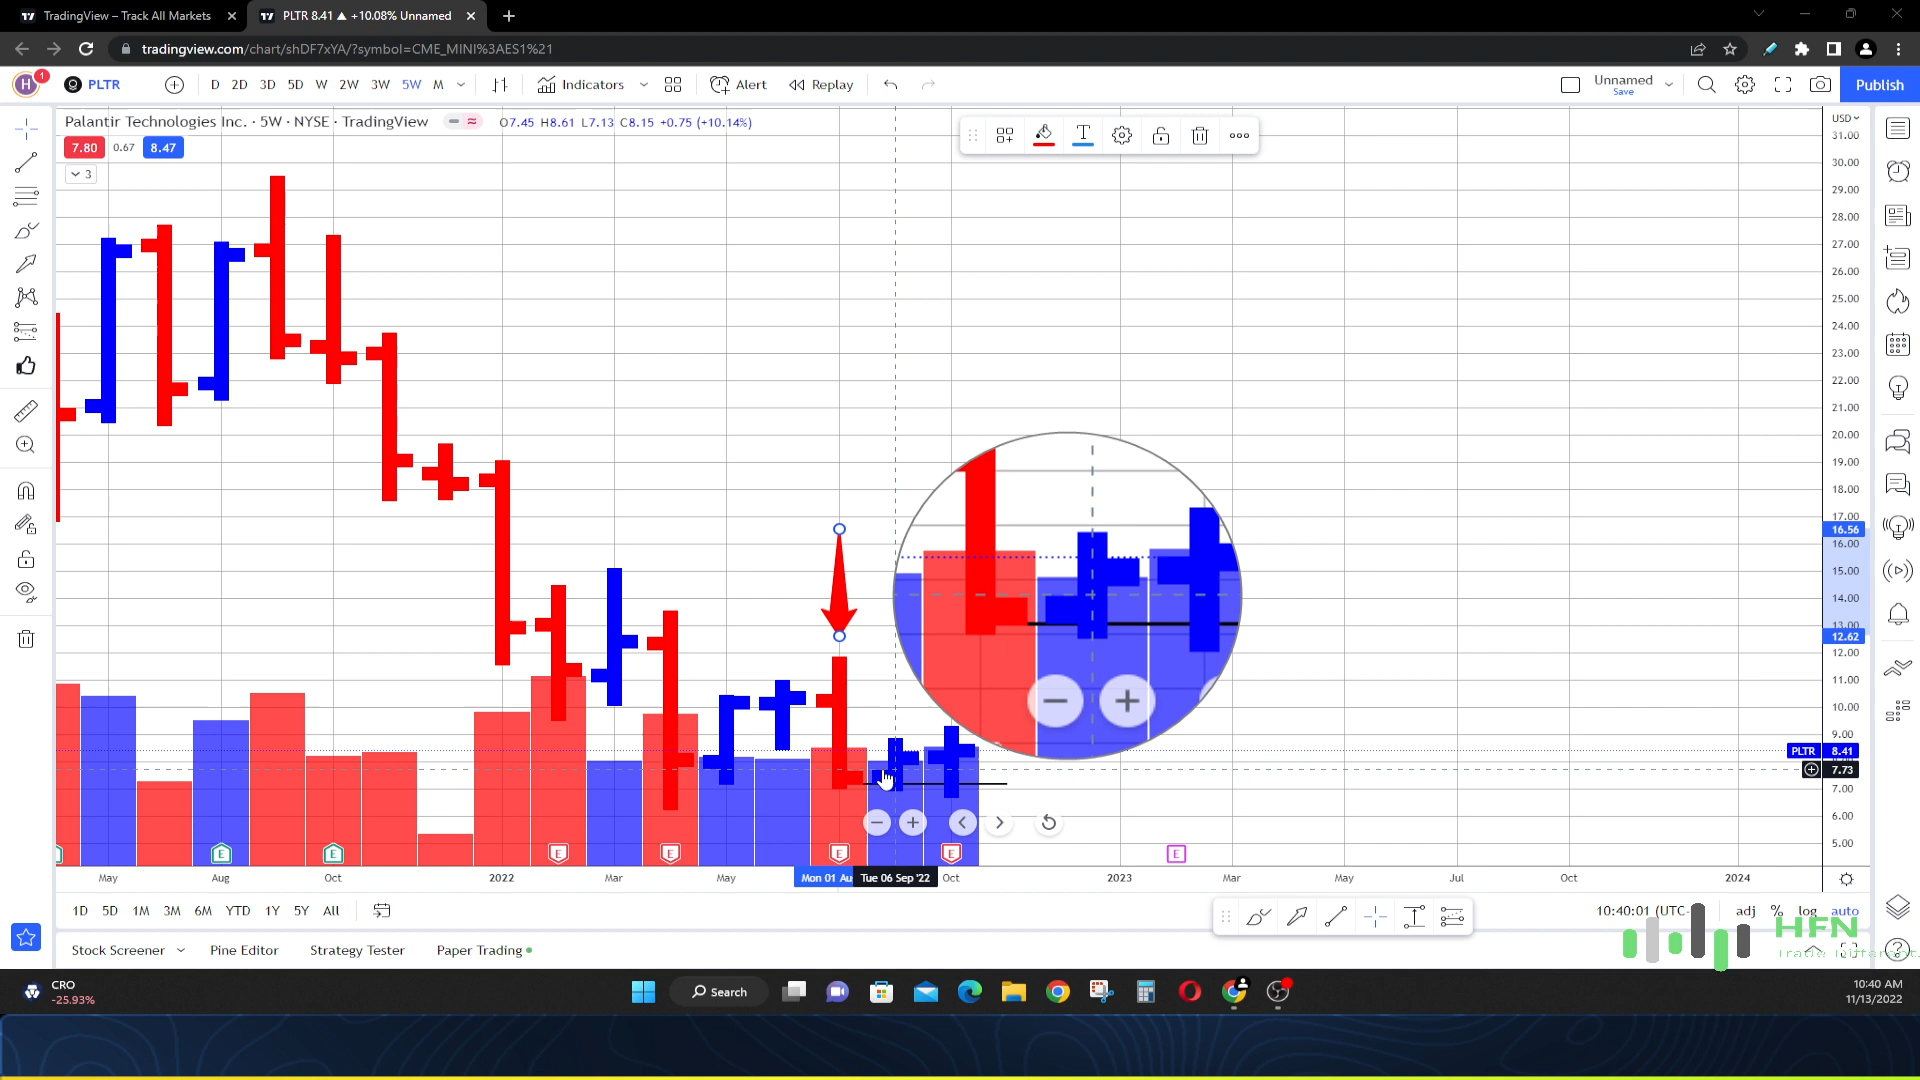 TradingView – Track All Markets
PLTR 8.41 ▲ +10.08% Unnamed
tradingview.com/chart/shDF7xYA/?symbol=CME_MINI%3AES1%21
H 1 PLTR D 2D 3D 5D W 2W 3W 5W M Indicators Alert Replay Unnamed Publish
Save
Palantir Technologies Inc. · 5W · NYSE · TradingView O7.45 H8.61 L7.13 C8.15 +0.75 (+10.14%)
7.80 0.67 8.47
3
USD
31.00
30.00
29.00
28.00
27.00
26.00
25.00
24.00
23.00
22.00
21.00
20.00
19.00
18.00
17.00
16.56
16.00
15.00
14.00
13.00
12.62
12.00
11.00
10.00
9.00
PLTR 8.41
7.73
7.00
6.00
5.00
E E E E E E E
May Aug Oct 2022 Mar May Mon 01 Au Tue 06 Sep '22 Oct 2023 Mar May Jul Oct 2024
1D 5D 1M 3M 6M YTD 1Y 5Y All 10:40:01 (UTC- adj % log auto
Stock Screener Pine Editor Strategy Tester Paper Trading
HFN
Trade Different.
CRO
-25.93%
Search
10:40 AM
11/13/2022